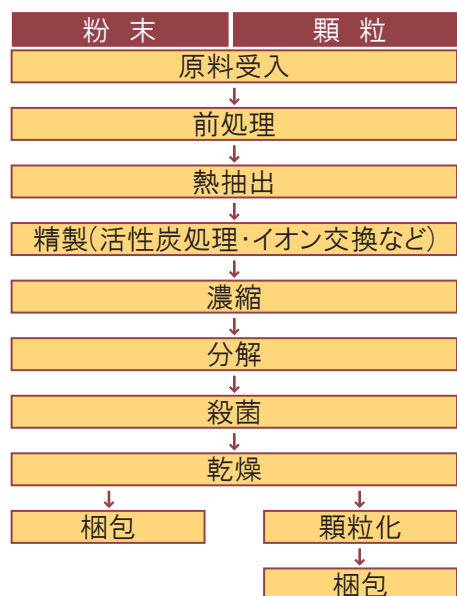 粉 末 顆 粒
原料受入
前処理
熱抽出
精製(活性炭処理・イオン交換など)
濃縮
分解
殺菌
乾燥
梱包 顆粒化
梱包